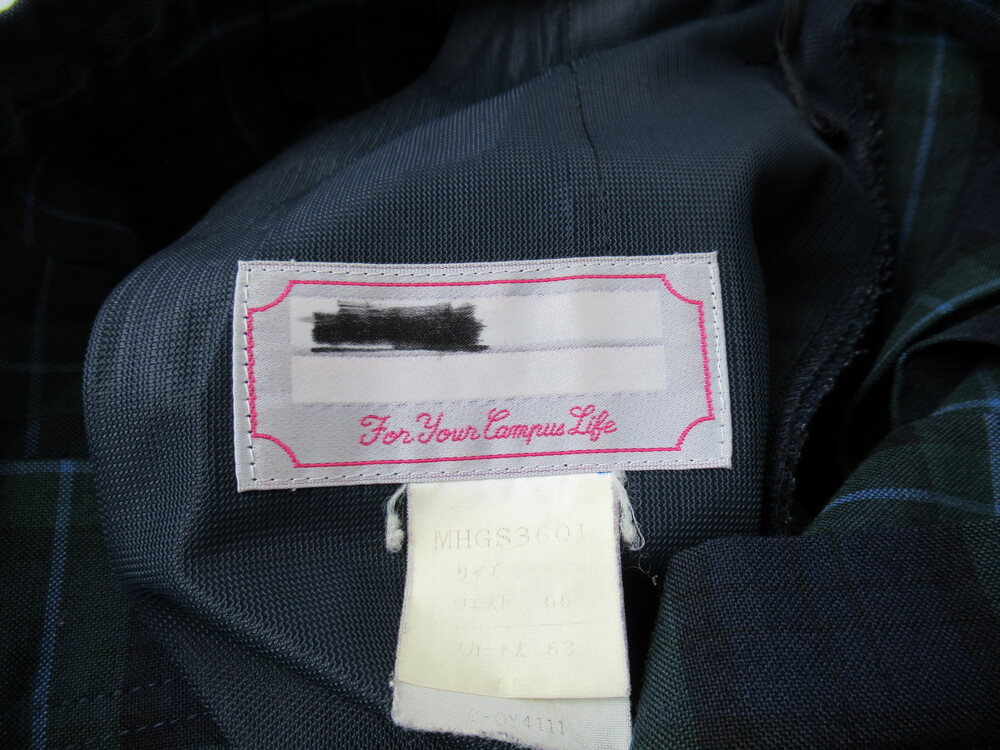 For Your Campus Life
MHGS3601
サイズ
ウエスト 66
スカート丈 63
C-OY4111